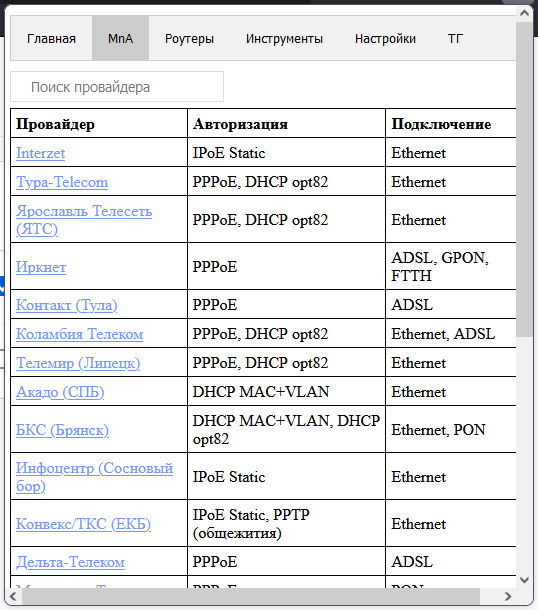 Главная MnA Роутеры Инструменты Настройки ТГ
Поиск провайдера
Провайдер Авторизация Подключение
Interzet IPoE Static Ethernet
Тура-Telecom PPPoE, DHCP opt82 Ethernet
Ярославль Телесеть (ЯТС) PPPoE, DHCP opt82 Ethernet
Иркнет PPPoE ADSL, GPON, FTTH
Контакт (Тула) PPPoE ADSL
Коламбия Телеком PPPoE, DHCP opt82 Ethernet, ADSL
Телемир (Липецк) PPPoE, DHCP opt82 Ethernet
Акадо (СПБ) DHCP MAC+VLAN Ethernet
БКС (Брянск) DHCP MAC+VLAN, DHCP opt82 Ethernet, PON
Инфоцентр (Сосновый бор) IPoE Static Ethernet
Конвекс/ТКС (ЕКБ) IPoE Static, PPTP (общежития) Ethernet
Дельта-Телеком PPPoE ADSL
PPPoE PON